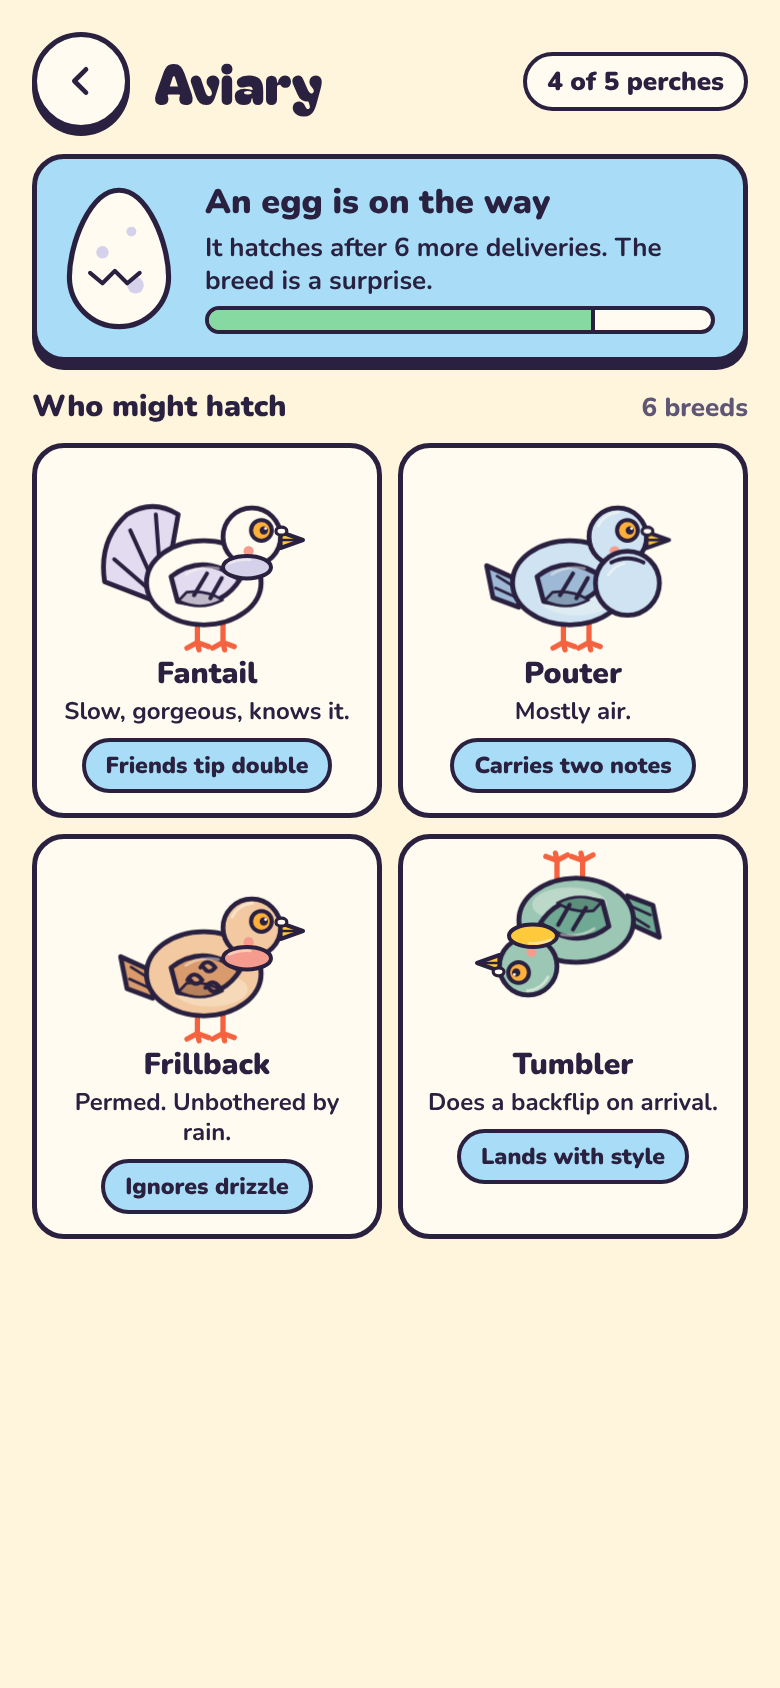 Aviary
4 of 5 perches
An egg is on the way
It hatches after 6 more deliveries. The
breed is a surprise.
Who might hatch
6 breeds
Fantail
Slow, gorgeous, knows it.
Friends tip double
Pouter
Mostly air.
Carries two notes
Frillback
Permed. Unbothered by
rain.
Ignores drizzle
Tumbler
Does a backflip on arrival.
Lands with style